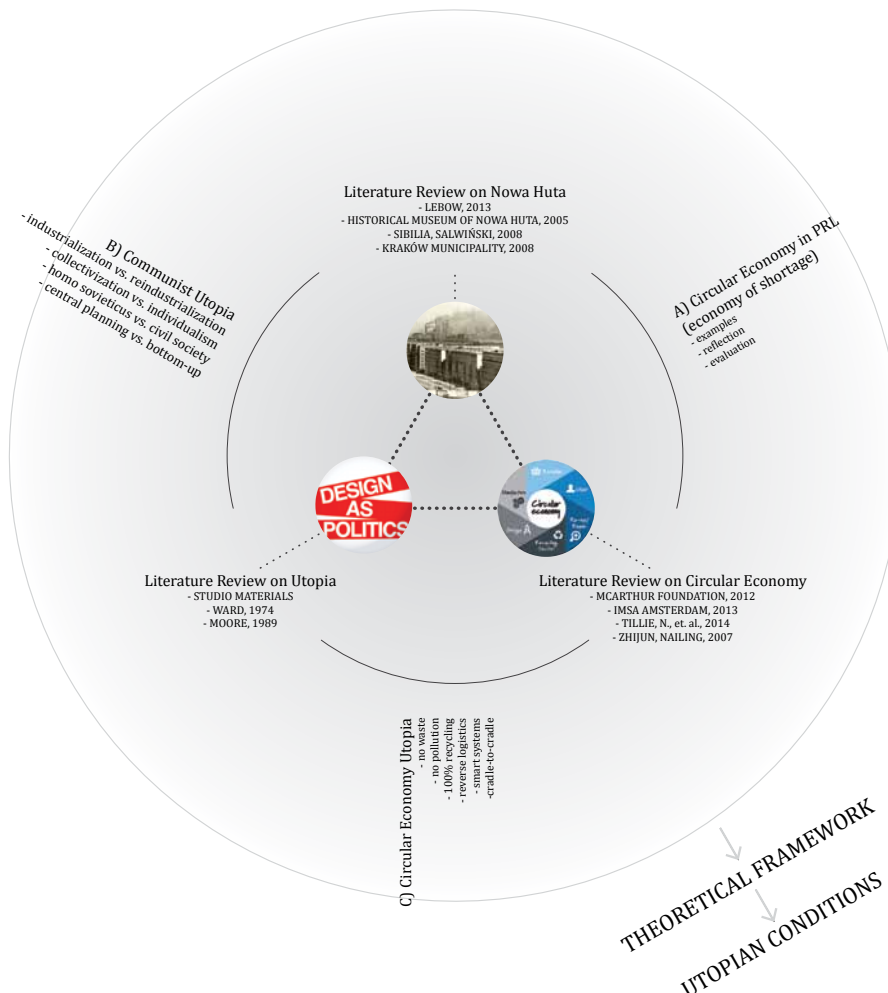 Literature Review on Nowa Huta
- LEBOW, 2013
- HISTORICAL MUSEUM OF NOWA HUTA, 2005
- SIBILIA, SALWIŃSKI, 2008
- KRAKÓW MUNICIPALITY, 2008
B) Communist Utopia
- industrialization vs. reindustrialization
- collectivization vs. individualism
- homo sovieticus vs. civil society
- central planning vs. bottom-up
A) Circular Economy in PRL
(economy of shortage)
- examples
- reflection
- evaluation
DESIGN
AS
POLITICS
Circular
economy
Literature Review on Utopia
- STUDIO MATERIALS
- WARD, 1974
- MOORE, 1989
Literature Review on Circular Economy
- MCARTHUR FOUNDATION, 2012
- IMSA AMSTERDAM, 2013
- TILLIE, N., et. al., 2014
- ZHIJUN, NAILING, 2007
C) Circular Economy Utopia
- no waste
- no pollution
- 100% recycling
- reverse logistics
- smart systems
-cradle-to-cradle
THEORETICAL FRAMEWORK
UTOPIAN CONDITIONS